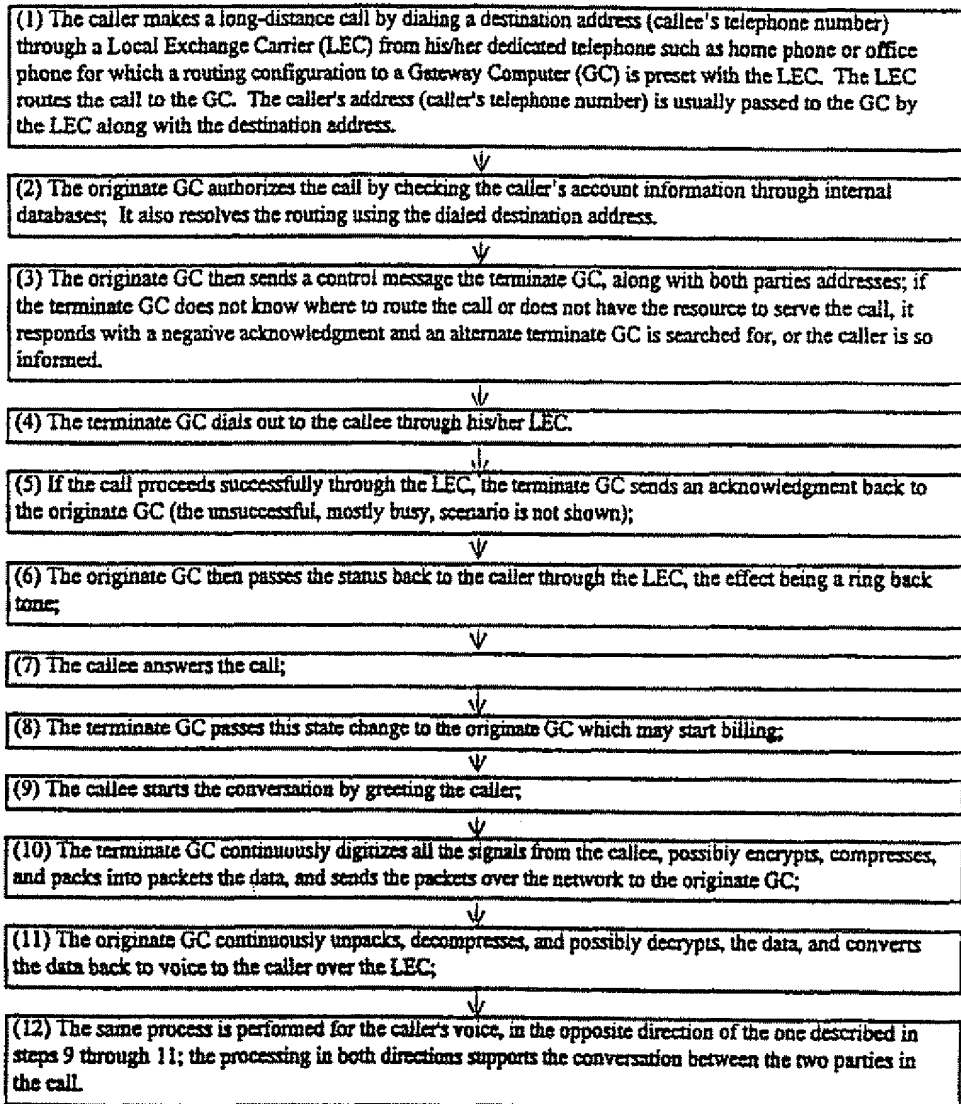 (1) The caller makes a long-distance call by dialing a destination address (callee's telephone number)
through a Local Exchange Carrier (LEC) from his/her dedicated telephone such as home phone or office
phone for which a routing configuration to a Gateway Computer (GC) is preset with the LEC. The LEC
routes the call to the GC. The caller's address (caller's telephone number) is usually passed to the GC by
the LEC along with the destination address.
(2) The originate GC authorizes the call by checking the caller's account information through internal
databases; It also resolves the routing using the dialed destination address.
(3) The originate GC then sends a control message the terminate GC, along with both parties addresses; if
the terminate GC does not know where to route the call or does not have the resource to serve the call, it
responds with a negative acknowledgment and an alternate terminate GC is searched for, or the caller is so
informed.
(4) The terminate GC dials out to the callee through his/her LEC.
(5) If the call proceeds successfully through the LEC, the terminate GC sends an acknowledgment back to
the originate GC (the unsuccessful, mostly busy, scenario is not shown);
(6) The originate GC then passes the status back to the caller through the LEC, the effect being a ring back
tone;
(7) The callee answers the call;
(8) The terminate GC passes this state change to the originate GC which may start billing;
(9) The callee starts the conversation by greeting the caller;
(10) The terminate GC continuously digitizes all the signals from the callee, possibly encrypts, compresses,
and packs into packets the data, and sends the packets over the network to the originate GC;
(11) The originate GC continuously unpacks, decompresses, and possibly decrypts, the data, and converts
the data back to voice to the caller over the LEC;
(12) The same process is performed for the caller's voice, in the opposite direction of the one described in
steps 9 through 11; the processing in both directions supports the conversation between the two parties in
the call.